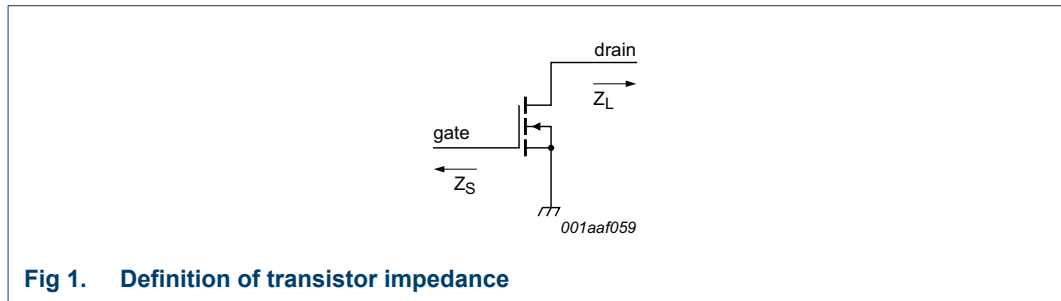 drain
Z_L
gate
Z_S
001aaf059
Fig 1. Definition of transistor impedance